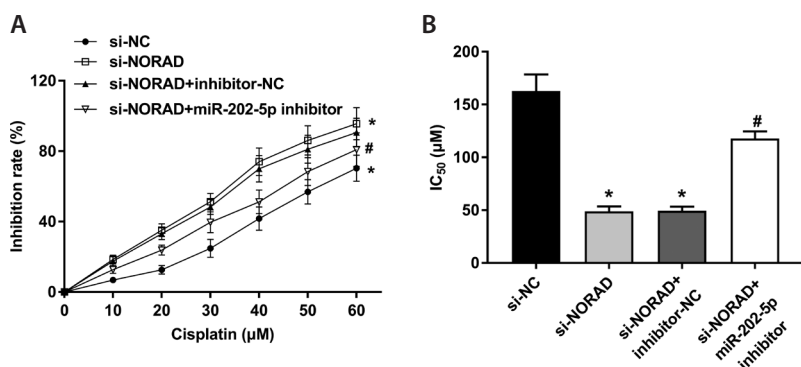 A
si-NC
si-NORAD
si-NORAD+inhibitor-NC
si-NORAD+miR-202-5p inhibitor
Inhibition rate (%)
120
80
40
0
0 10 20 30 40 50 60
Cisplatin (µM)
*
#
*
B
IC50 (µM)
200
150
100
50
0
*
*
#
si-NC
si-NORAD
si-NORAD+
inhibitor-NC
si-NORAD+
miR-202-5p
inhibitor